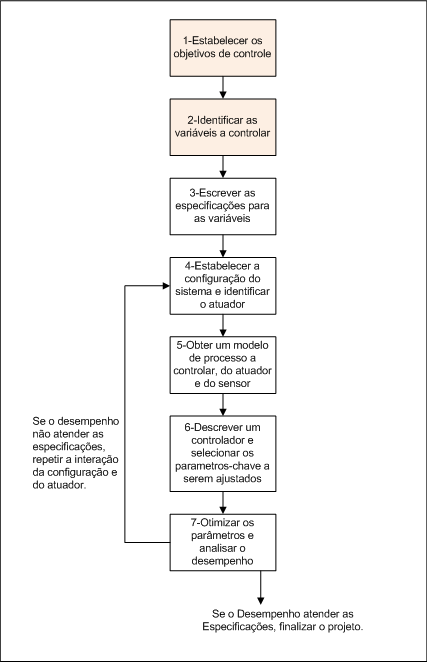 1-Estabelecer os
objetivos de controle
2-Identificar as
variáveis a controlar
3-Escrever as
especificações para
as variáveis
4-Estabelecer a
configuração do
sistema e identificar
o atuador
5-Obter um modelo
de processo a
controlar, do atuador
e do sensor
6-Descrever um
controlador e
selecionar os
parametros-chave a
serem ajustados
7-Otimizar os
parâmetros e
analisar o
desempenho
Se o desempenho
não atender as
especificações,
repetir a interação
da configuração e
do atuador.
Se o Desempenho atender as
Especificações, finalizar o projeto.